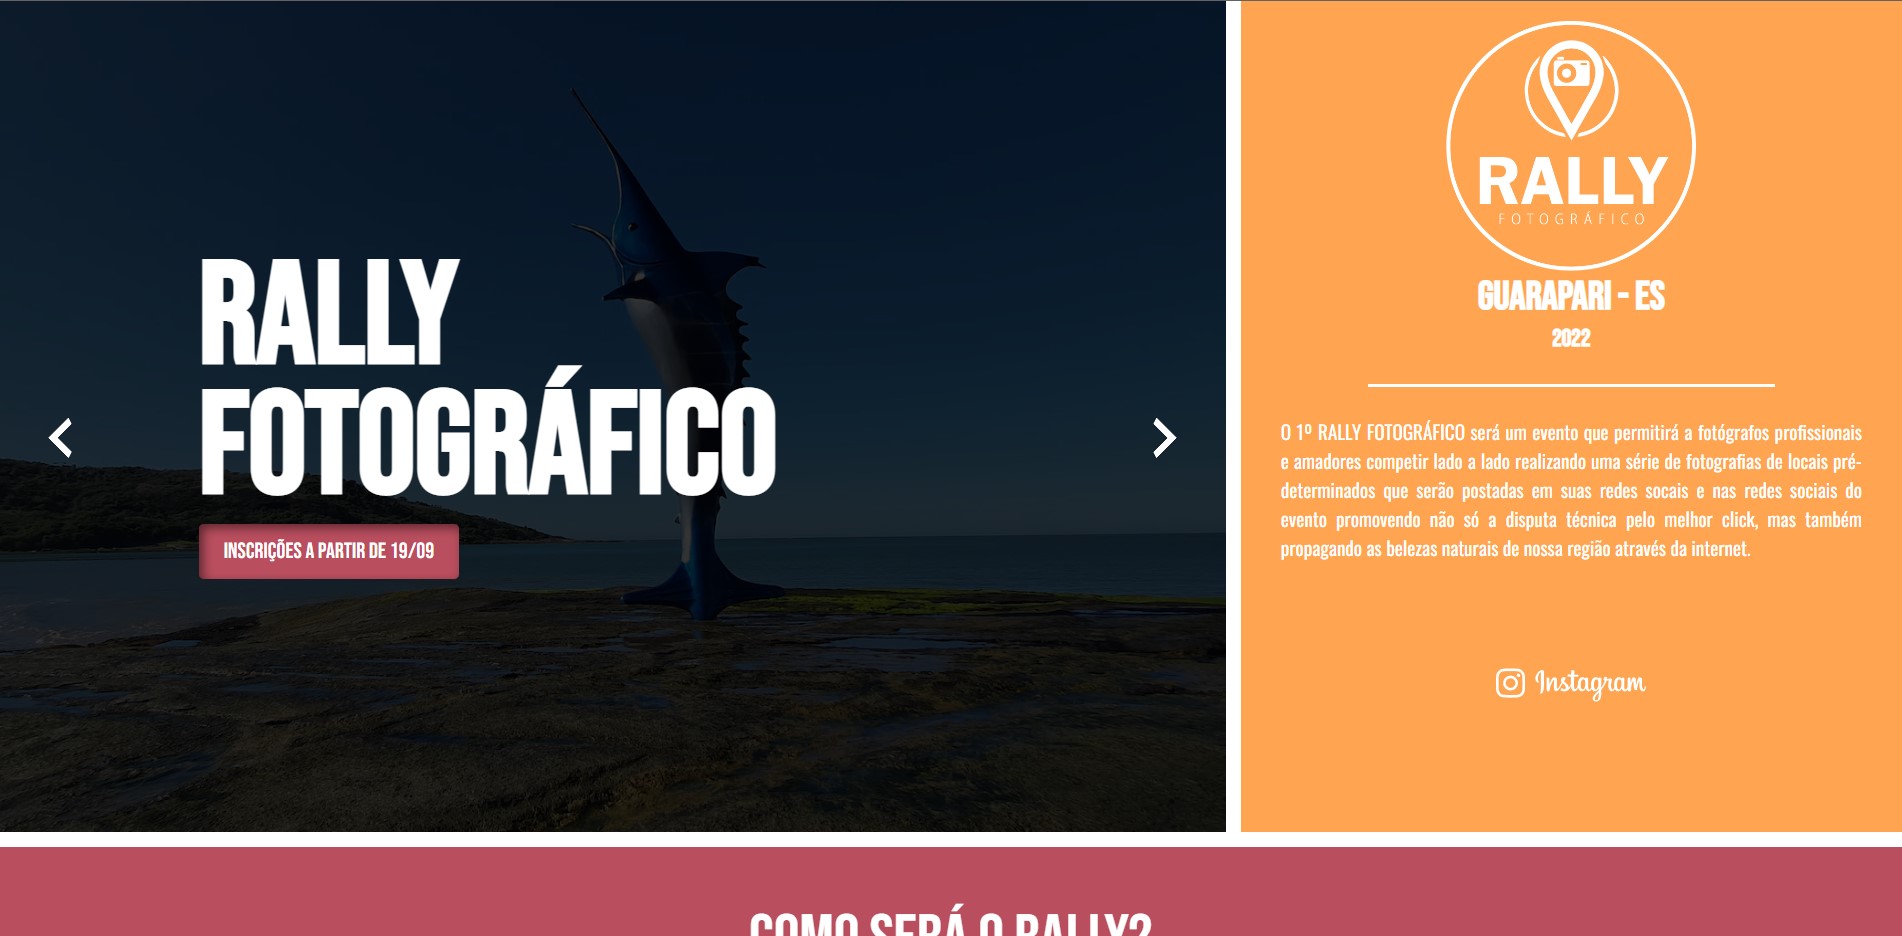 RALLY
FOTOGRÁFICO
INSCRIÇÕES A PARTIR DE 19/09
RALLY
FOTOGRÁFICO
GUARAPARI - ES
2022
O 1º RALLY FOTOGRÁFICO será um evento que permitirá a fotógrafos profissionais
e amadores competir lado a lado realizando uma série de fotografias de locais pré-
determinados que serão postadas em suas redes socais e nas redes sociais do
evento promovendo não só a disputa técnica pelo melhor click, mas também
propagando as belezas naturais de nossa região através da internet.
Instagram
COMO SERÁ O RALLY?